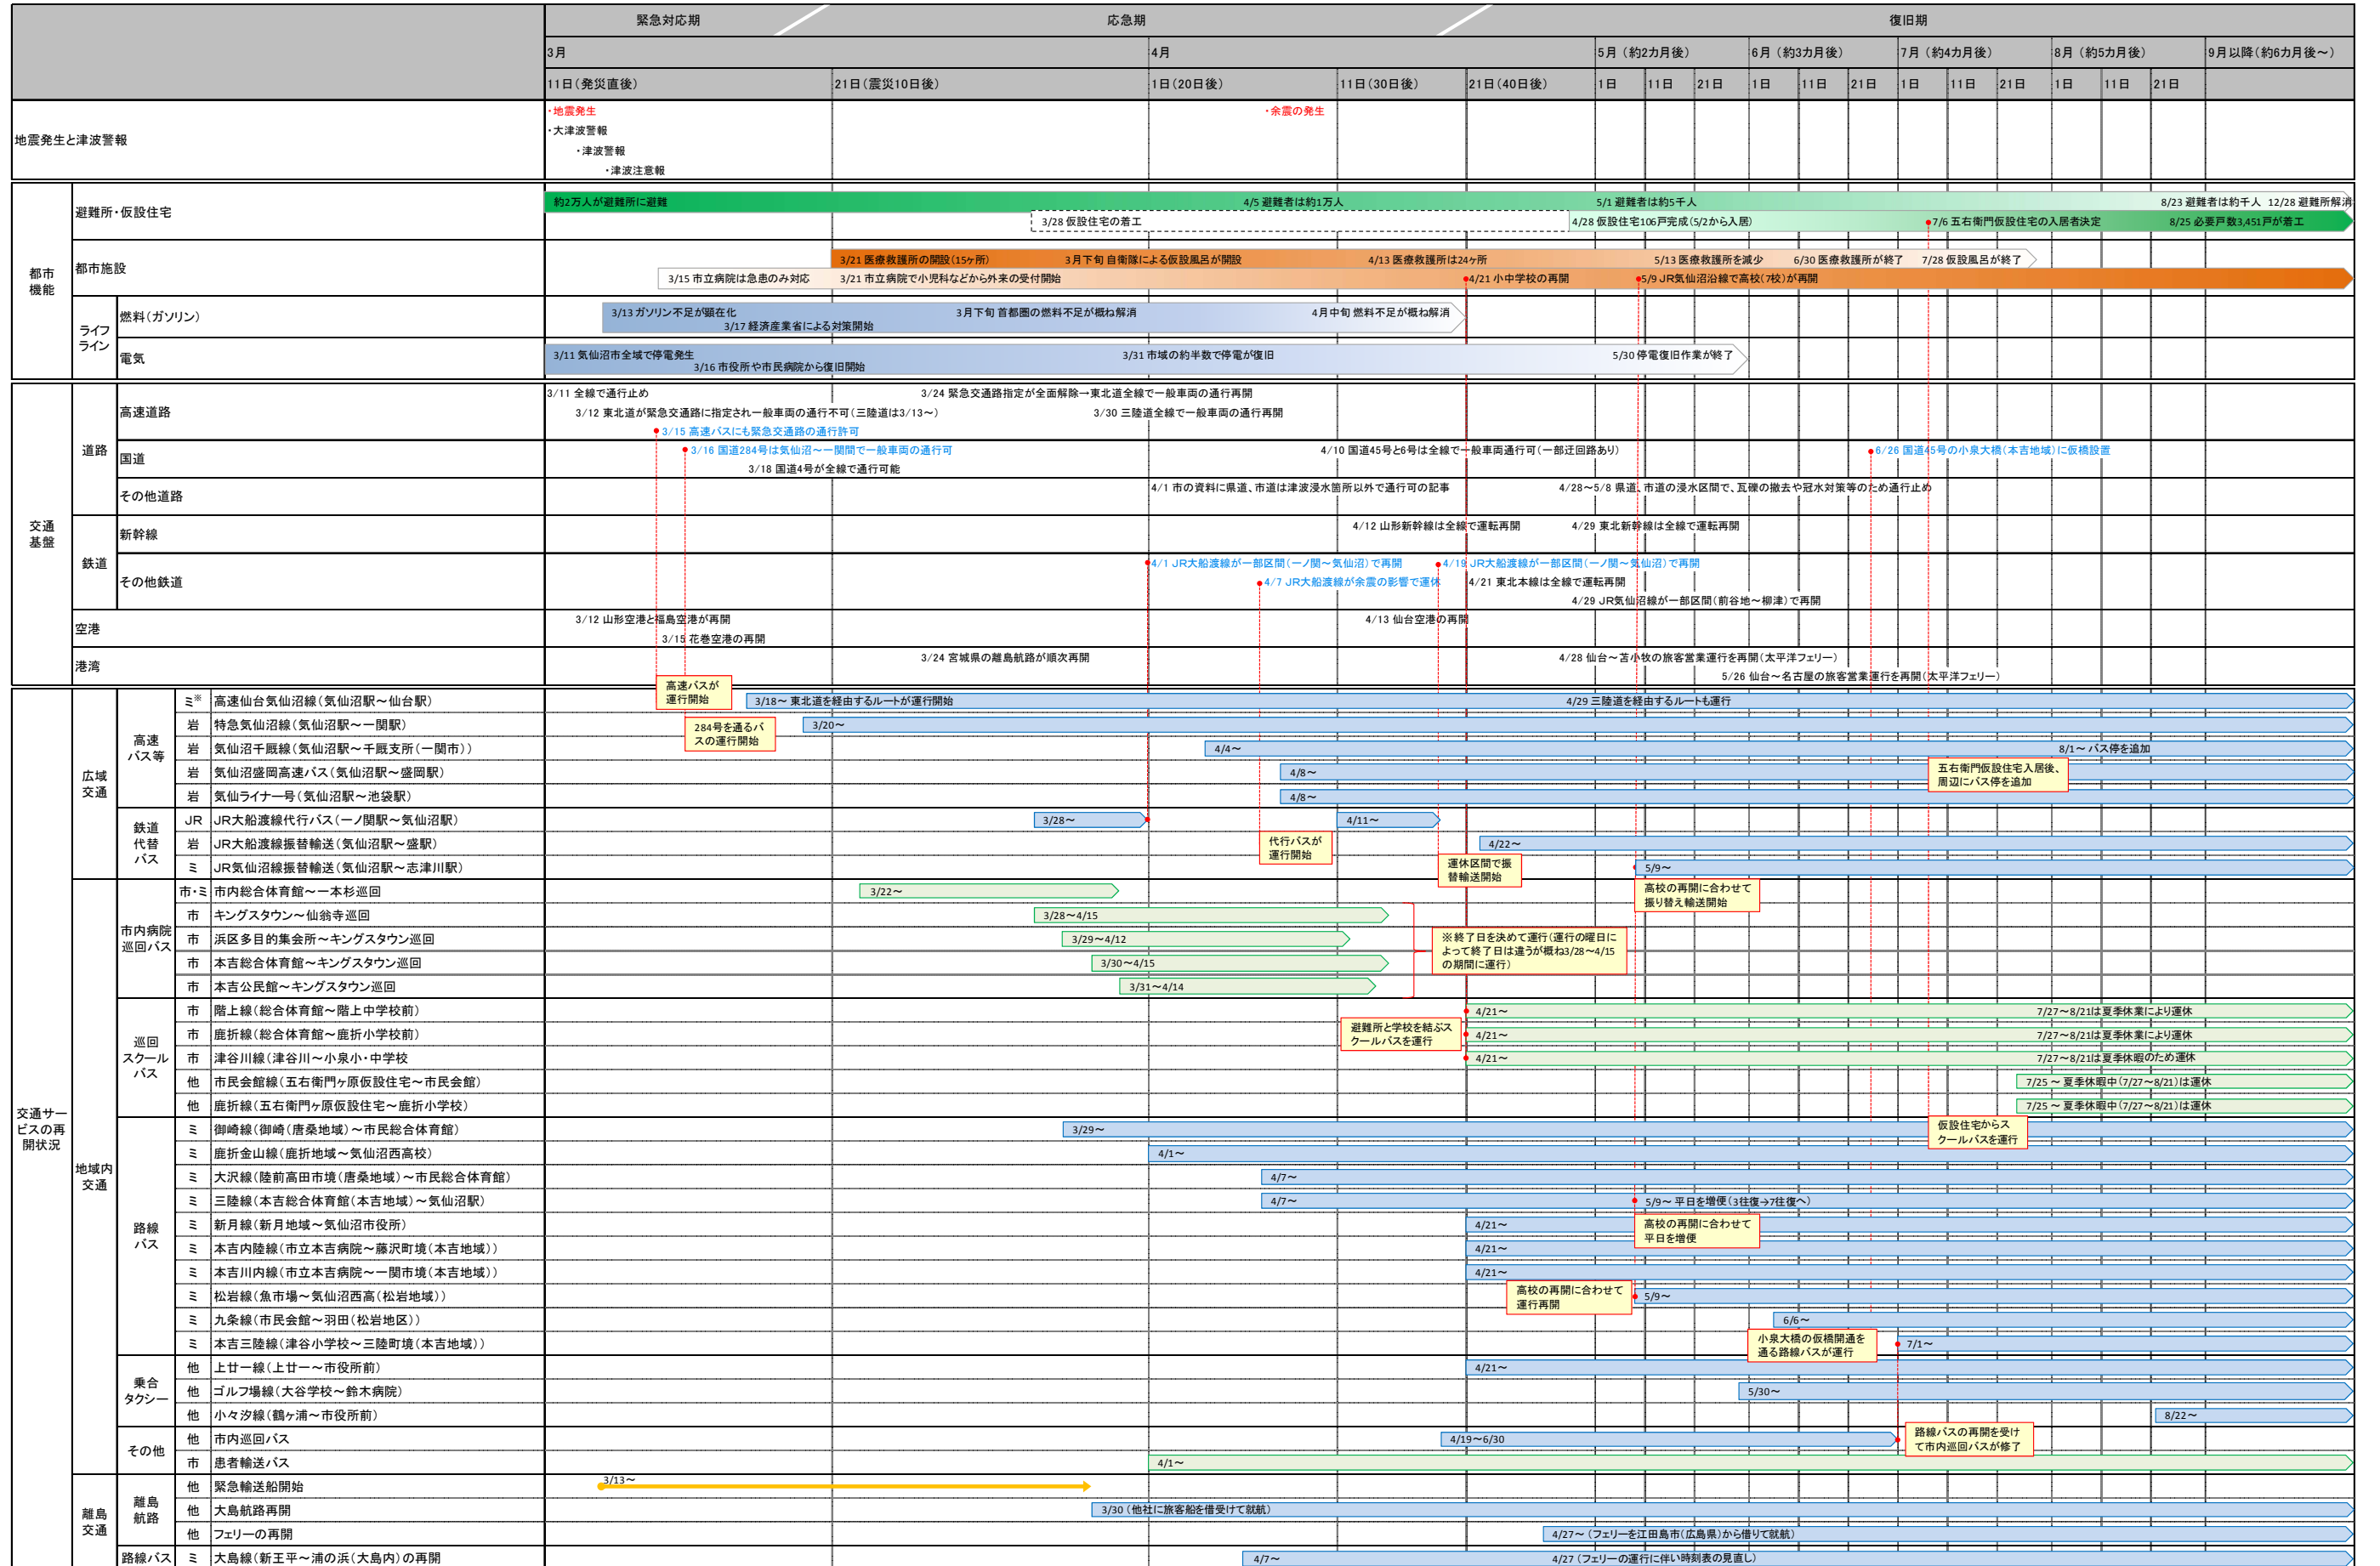 緊急対応期 応急期 復旧期
3月 4月 5月（約2カ月後） 6月（約3カ月後） 7月（約4カ月後） 8月（約5カ月後） 9月以降（約6カ月後～）
11日（発災直後） 21日（震災10日後） 1日（20日後） 11日（30日後） 21日（40日後） 1日 11日 21日 1日 11日 21日 1日 11日 21日 1日 11日 21日
地震発生と津波警報
・地震発生 ・余震の発生
・大津波警報
・津波警報
・津波注意報
都市
機能
避難所・仮設住宅
約2万人が避難所に避難 4/5 避難者は約1万人 5/1 避難者は約5千人 8/23 避難者は約千人 12/28 避難所解消
3/28 仮設住宅の着工 4/28 仮設住宅106戸完成（5/2から入居） 7/6 五右衛門仮設住宅の入居者決定 8/25 必要戸数3,451戸が着工
都市施設
3/21 医療救護所の開設（15ヶ所） 3月下旬 自衛隊による仮設風呂が開設 4/13 医療救護所は24ヶ所 5/13 医療救護所を減少 6/30 医療救護所が終了 7/28 仮設風呂が終了
3/15 市立病院は急患のみ対応 3/21 市立病院で小児科などから外来の受付開始 4/21 小中学校の再開 5/9 JR気仙沼沿線で高校（7校）が再開
ライフ
ライン
燃料（ガソリン）
3/13 ガソリン不足が顕在化 3月下旬 首都圏の燃料不足が概ね解消 4月中旬 燃料不足が概ね解消
3/17 経済産業省による対策開始
電気
3/11 気仙沼市全域で停電発生 3/31 市域の約半数で停電が復旧 5/30 停電復旧作業が終了
3/16 市役所や市民病院から復旧開始
交通
基盤
道路
高速道路
3/11 全線で通行止め 3/24 緊急交通路指定が全面解除→東北道全線で一般車両の通行再開
3/12 東北道が緊急交通路に指定され一般車両の通行不可（三陸道は3/13～） 3/30 三陸道全線で一般車両の通行再開
3/15 高速バスにも緊急交通路の通行許可
国道
3/16 国道284号は気仙沼～一関間で一般車両の通行可 4/10 国道45号と6号は全線で一般車両通行可（一部迂回路あり） 6/26 国道45号の小泉大橋（本吉地域）に仮橋設置
3/18 国道4号が全線で通行可能
その他道路
4/1 市の資料に県道、市道は津波浸水箇所以外で通行可の記事 4/28～5/8 県道、市道の浸水区間で、瓦礫の撤去や冠水対策等のため通行止め
鉄道
新幹線
4/12 山形新幹線は全線で運転再開 4/29 東北新幹線は全線で運転再開
その他鉄道
4/1 JR大船渡線が一部区間（一ノ関～気仙沼）で再開 4/19 JR大船渡線が一部区間（一ノ関～気仙沼）で再開
4/7 JR大船渡線が余震の影響で運休 4/21 東北本線は全線で運転再開
4/29 JR気仙沼線が一部区間（前谷地～柳津）で再開
空港
3/12 山形空港と福島空港が再開 4/13 仙台空港の再開
3/15 花巻空港の再開
港湾
3/24 宮城県の離島航路が順次再開 4/28 仙台～苫小牧の旅客営業運行を再開（太平洋フェリー）
5/26 仙台～名古屋の旅客営業運行を再開（太平洋フェリー）
交通サー
ビスの再
開状況
広域
交通
高速
バス等
ミ※ 高速仙台気仙沼線（気仙沼駅～仙台駅） 3/18～ 東北道を経由するルートが運行開始 4/29 三陸道を経由するルートも運行
高速バスが
運行開始
岩 特急気仙沼線（気仙沼駅～一関駅） 3/20～
284号を通るバ
スの運行開始
岩 気仙沼千厩線（気仙沼駅～千厩支所（一関市）） 4/4～ 8/1～ バス停を追加
岩 気仙沼盛岡高速バス（気仙沼駅～盛岡駅） 4/8～
五右衛門仮設住宅入居後、
周辺にバス停を追加
岩 気仙ライナー号（気仙沼駅～池袋駅） 4/8～
鉄道
代替
バス
JR JR大船渡線代行バス（一ノ関駅～気仙沼駅） 3/28～ 4/11～
岩 JR大船渡線振替輸送（気仙沼駅～盛駅） 4/22～
代行バスが
運行開始
ミ JR気仙沼線振替輸送（気仙沼駅～志津川駅） 5/9～
運休区間で振
替輸送開始
地域内
交通
市内病院
巡回バス
市・ミ 市内総合体育館～一本杉巡回 3/22～
高校の再開に合わせて
振り替え輸送開始
市 キングスタウン～仙翁寺巡回 3/28～4/15
市 浜区多目的集会所～キングスタウン巡回 3/29～4/12
※終了日を決めて運行（運行の曜日に
よって終了日は違うが概ね3/28～4/15
の期間に運行）
市 本吉総合体育館～キングスタウン巡回 3/30～4/15
市 本吉公民館～キングスタウン巡回 3/31～4/14
巡回
スクール
バス
市 階上線（総合体育館～階上中学校前） 4/21～ 7/27～8/21は夏季休業により運休
避難所と学校を結ぶス
クールバスを運行
市 鹿折線（総合体育館～鹿折小学校前） 4/21～ 7/27～8/21は夏季休業により運休
市 津谷川線（津谷川～小泉小・中学校 4/21～ 7/27～8/21は夏季休暇のため運休
他 市民会館線（五右衛門ヶ原仮設住宅～市民会館） 7/25 ～ 夏季休暇中（7/27～8/21）は運休
他 鹿折線（五右衛門ヶ原仮設住宅～鹿折小学校） 7/25 ～ 夏季休暇中（7/27～8/21）は運休
路線
バス
ミ 御崎線（御崎（唐桑地域）～市民総合体育館） 3/29～
仮設住宅からス
クールバスを運行
ミ 鹿折金山線（鹿折地域～気仙沼西高校） 4/1～
ミ 大沢線（陸前高田市境（唐桑地域）～市民総合体育館） 4/7～
ミ 三陸線（本吉総合体育館（本吉地域）～気仙沼駅） 4/7～ 5/9～ 平日を増便（3往復→7往復へ）
ミ 新月線（新月地域～気仙沼市役所） 4/21～
高校の再開に合わせて
平日を増便
ミ 本吉内陸線（市立本吉病院～藤沢町境（本吉地域）） 4/21～
ミ 本吉川内線（市立本吉病院～一関市境（本吉地域）） 4/21～
ミ 松岩線（魚市場～気仙沼西高（松岩地域）） 5/9～
高校の再開に合わせて
運行再開
ミ 九条線（市民会館～羽田（松岩地区）） 6/6～
ミ 本吉三陸線（津谷小学校～三陸町境（本吉地域）） 7/1～
小泉大橋の仮橋開通を
通る路線バスが運行
乗合
タクシー
他 上廿一線（上廿一～市役所前） 4/21～
他 ゴルフ場線（大谷学校～鈴木病院） 5/30～
他 小々汐線（鶴ヶ浦～市役所前） 8/22～
その他
他 市内巡回バス 4/19～6/30
路線バスの再開を受け
て市内巡回バスが修了
市 患者輸送バス 4/1～
離島
交通
離島
航路
他 緊急輸送船開始 3/13～
他 大島航路再開 3/30（他社に旅客船を借受けて就航）
他 フェリーの再開 4/27～（フェリーを江田島市（広島県）から借りて就航）
路線バス ミ 大島線（新王平～浦の浜（大島内）の再開 4/7～ 4/27（フェリーの運行に伴い時刻表の見直し）